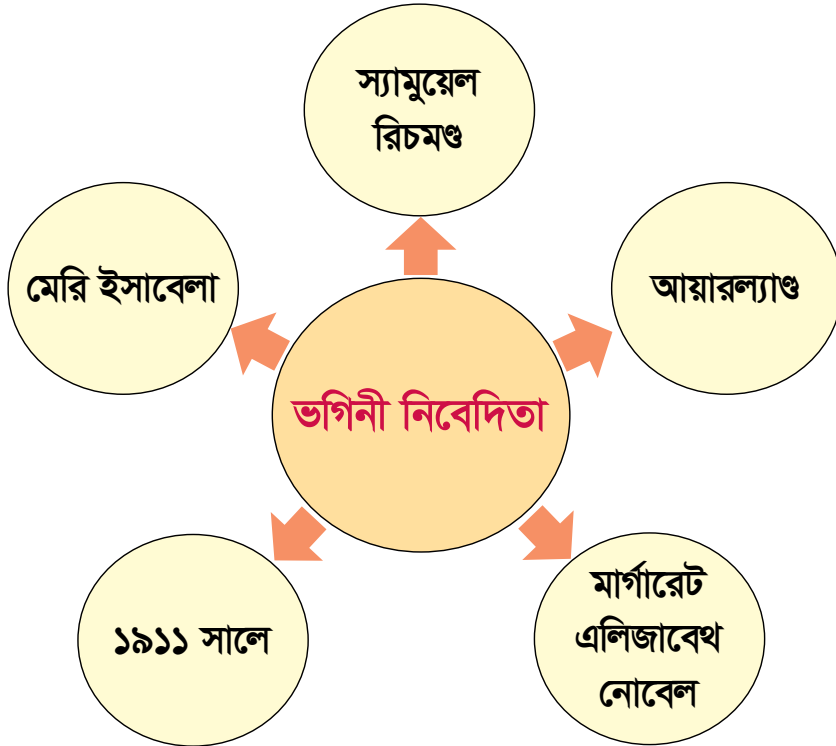 স্যামুয়েল
রিচমণ্ড
মেরি ইসাবেলা
আয়ারল্যাণ্ড
ভগিনী নিবেদিতা
১৯১১ সালে
মার্গারেট
এলিজাবেথ
নোবেল